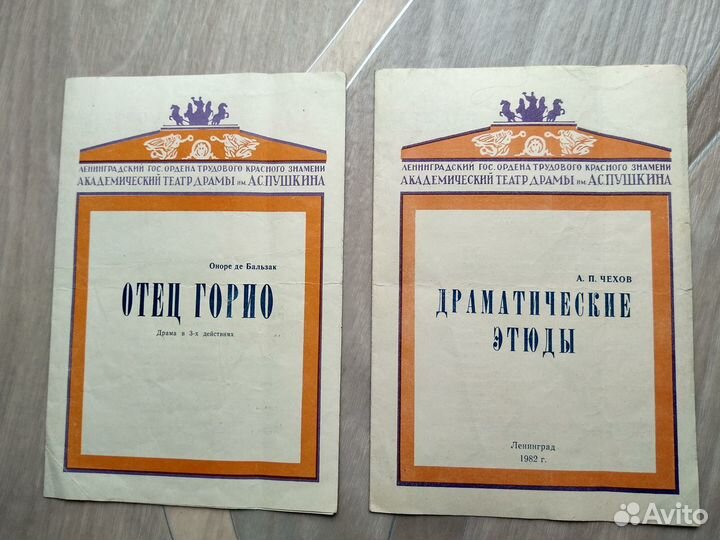 ЛЕНИНГРАДСКИЙ ГОС. ОРДЕНА ТРУДОВОГО КРАСНОГО ЗНАМЕНИ
АКАДЕМИЧЕСКИЙ ТЕАТР ДРАМЫ им. А.С.ПУШКИНА
Оноре де Бальзак
ОТЕЦ ГОРИО
Драма в 3-х действиях
ЛЕНИНГРАДСКИЙ ГОС. ОРДЕНА ТРУДОВОГО КРАСНОГО ЗНАМЕНИ
АКАДЕМИЧЕСКИЙ ТЕАТР ДРАМЫ им. А.С.ПУШКИНА
А. П. ЧЕХОВ
ДРАМАТИЧЕСКИЕ
ЭТЮДЫ
Ленинград
1982 г.
Avito